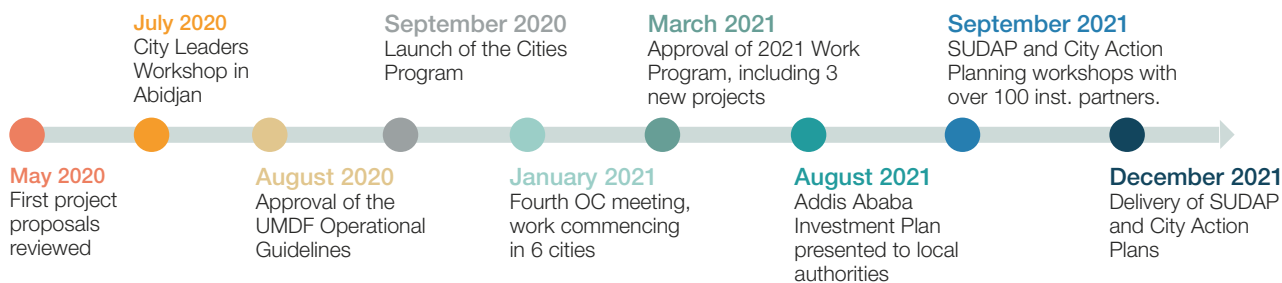 July 2020
City Leaders
Workshop in
Abidjan
September 2020
Launch of the Cities
Program
March 2021
Approval of 2021 Work
Program, including 3
new projects
September 2021
SUDAP and City Action
Planning workshops with
over 100 inst. partners.
May 2020
First project
proposals
reviewed
August 2020
Approval of the
UMDF Operational
Guidelines
January 2021
Fourth OC meeting,
work commencing
in 6 cities
August 2021
Addis Ababa
Investment Plan
presented to local
authorities
December 2021
Delivery of SUDAP
and City Action
Plans